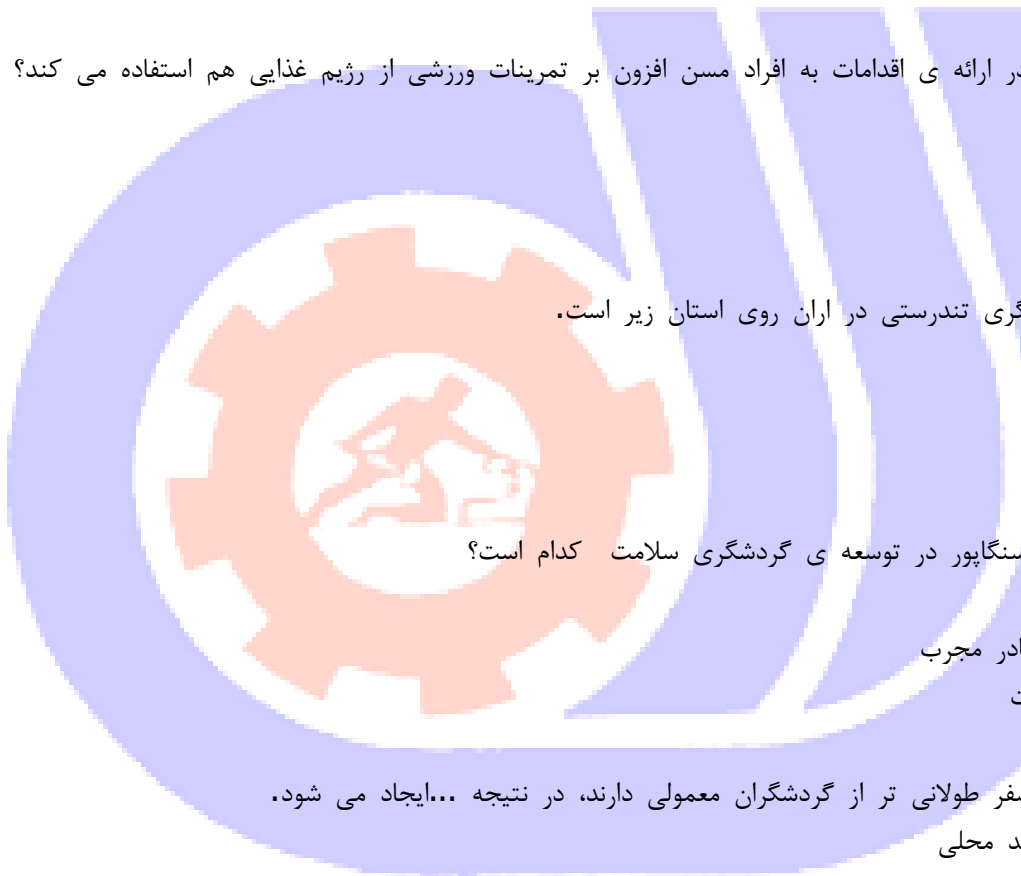 در ارائه ی اقدامات به افراد مسن افزون بر تمرینات ورزشی از رژیم غذایی هم استفاده می کند؟
گری تندرستی در اران روی استان زیر است.
سنگاپور در توسعه ی گردشگری سلامت کدام است؟
ادر مجرب
ت
سفر طولانی تر از گردشگران معمولی دارند، در نتیجه ...ایجاد می شود.
د محلی